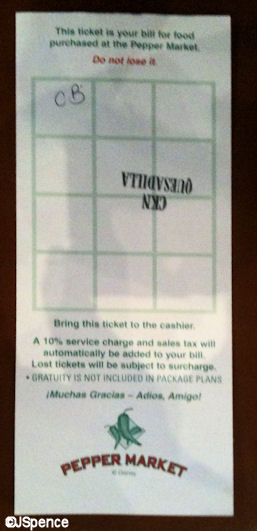 This ticket is your bill for food
purchased at the Pepper Market.
Do not lose it.
CB
CKN
QUESADILLA
Bring this ticket to the cashier.
A 10% service charge and sales tax will
automatically be added to your bill.
Lost tickets will be subject to surcharge.
• GRATUITY IS NOT INCLUDED IN PACKAGE PLANS
¡Muchas Gracias – Adios, Amigo!
PEPPER MARKET
© Disney
©JSpence